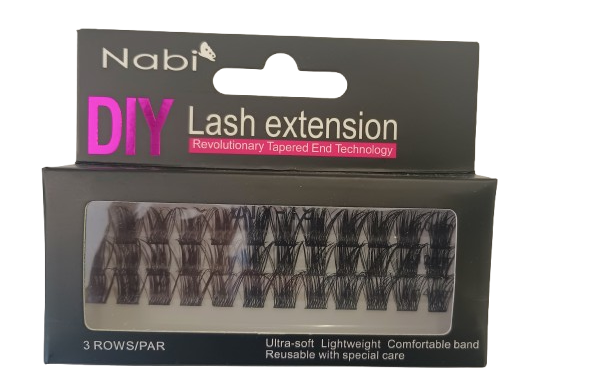 Nabi
DIY Lash extension
Revolutionary Tapered End Technology
3 ROWS/PAR
Ultra-soft Lightweight Comfortable band
Reusable with special care